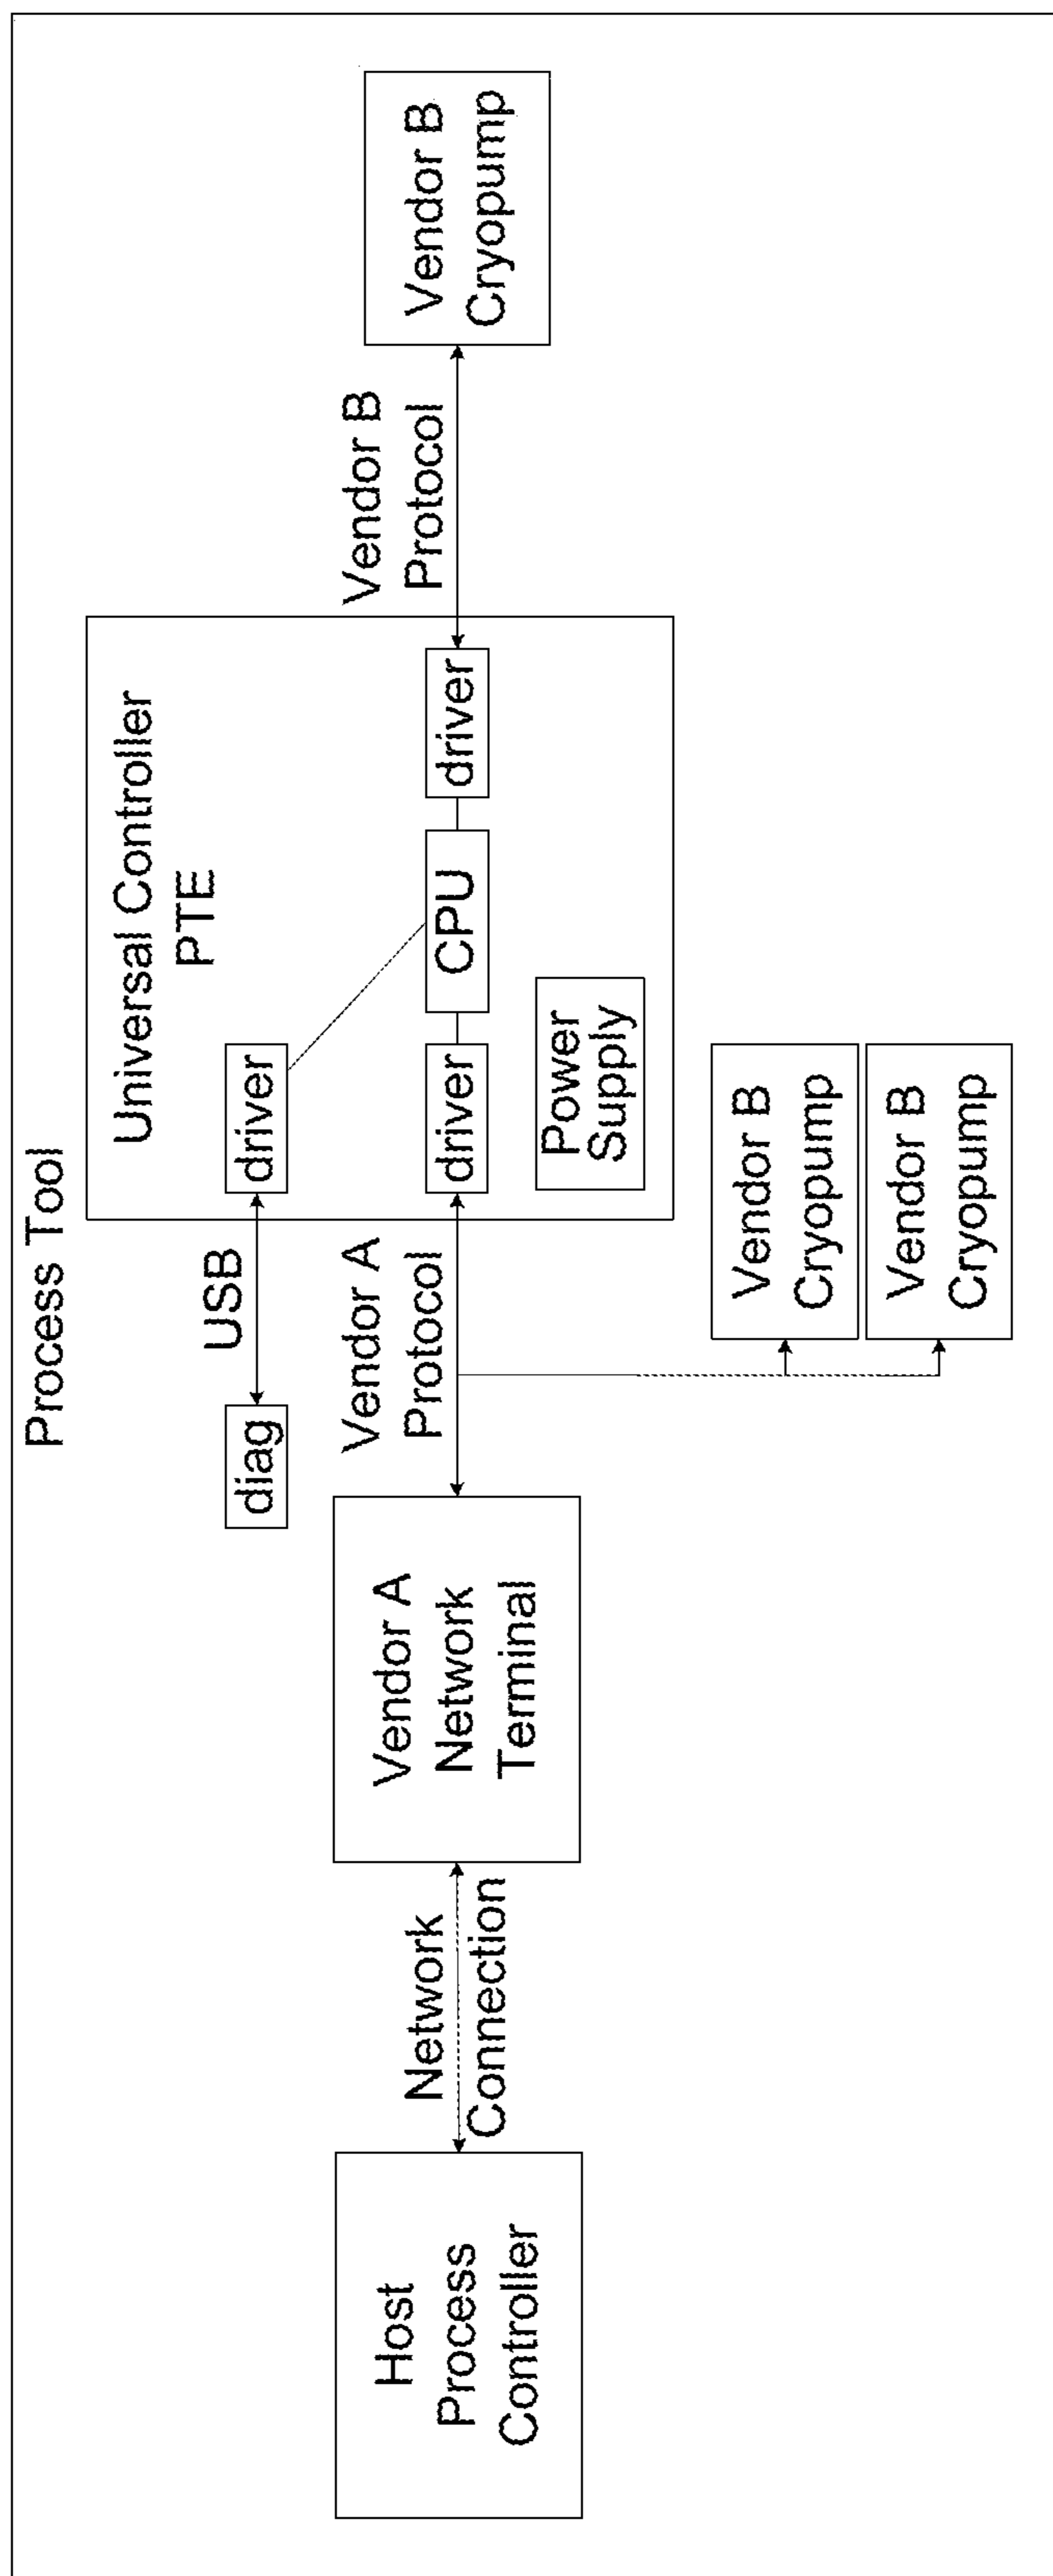 Process Tool
Host
Process
Controller
Network
Connection
Vendor A
Network
Terminal
diag
USB
Vendor A
Protocol
Universal Controller
PTE
driver
driver
CPU
driver
Power
Supply
Vendor B
Protocol
Vendor B
Cryopump
Vendor B
Cryopump
Vendor B
Cryopump